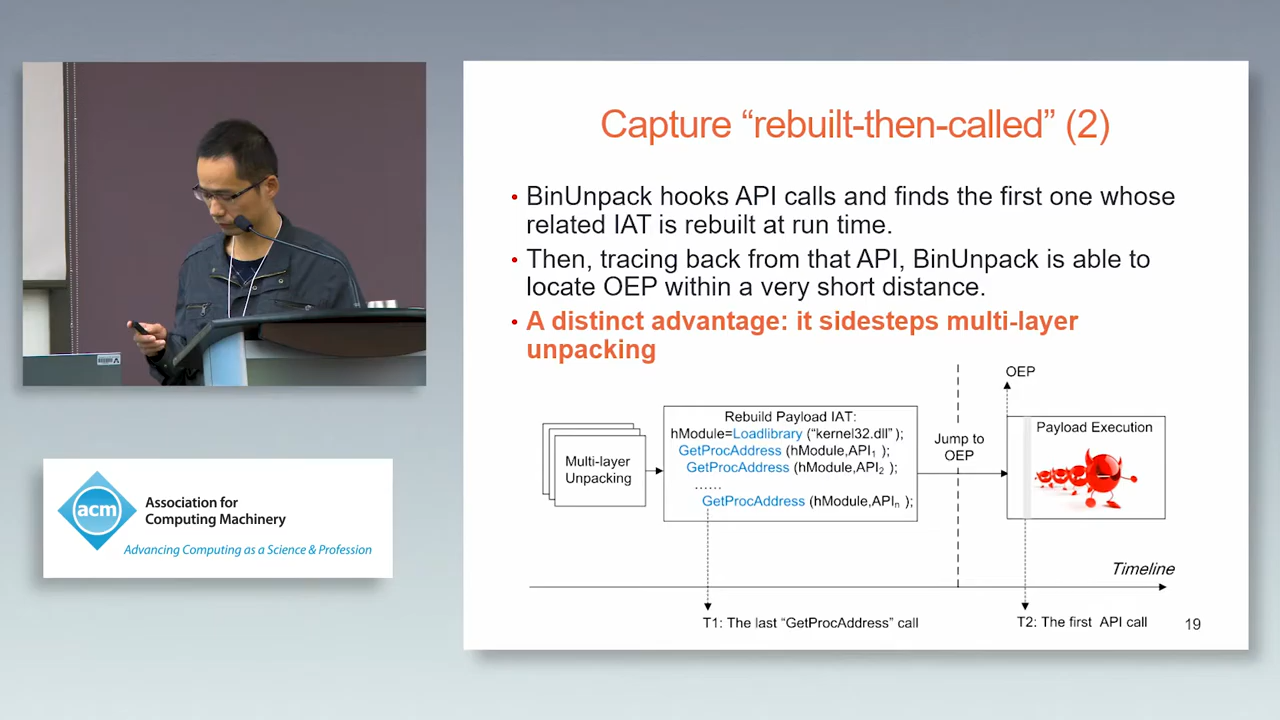 Capture “rebuilt-then-called” (2)
• BinUnpack hooks API calls and finds the first one whose
related IAT is rebuilt at run time.
• Then, tracing back from that API, BinUnpack is able to
locate OEP within a very short distance.
• A distinct advantage: it sidesteps multi-layer
unpacking
OEP
Rebuild Payload IAT:
hModule=Loadlibrary (“kernel32.dll” );
GetProcAddress (hModule,API1 );
GetProcAddress (hModule,API2 );
......
GetProcAddress (hModule,APIn );
Multi-layer
Unpacking
Jump to
OEP
Payload Execution
Timeline
T1: The last “GetProcAddress” call
T2: The first API call
19
acm
Association for
Computing Machinery
Advancing Computing as a Science & Profession